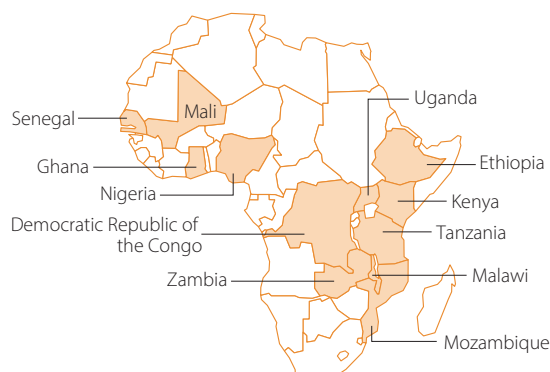 Senegal
Mali
Ghana
Nigeria
Democratic Republic of
the Congo
Zambia
Uganda
Ethiopia
Kenya
Tanzania
Malawi
Mozambique